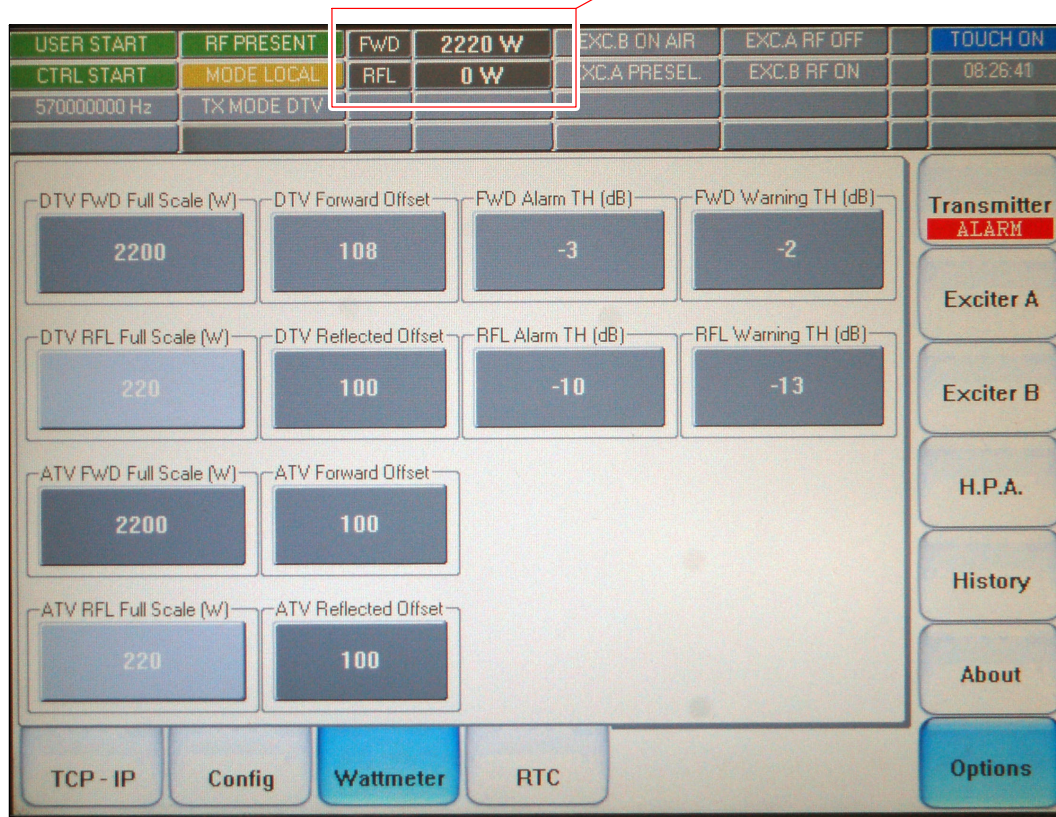 USER START RF PRESENT FWD 2220 W EXC.B ON AIR EXC.A RF OFF TOUCH ON
CTRL START MODE LOCAL RFL 0 W EXC.A PRESEL. EXC.B RF ON 08:26:41
570000000 Hz TX MODE DTV
DTV FWD Full Scale (W) DTV Forward Offset FWD Alarm TH (dB) FWD Warning TH (dB)
2200 108 -3 -2
DTV RFL Full Scale (W) DTV Reflected Offset RFL Alarm TH (dB) RFL Warning TH (dB)
220 100 -10 -13
ATV FWD Full Scale (W) ATV Forward Offset
2200 100
ATV RFL Full Scale (W) ATV Reflected Offset
220 100
Transmitter
ALARM
Exciter A
Exciter B
H.P.A.
History
About
Options
TCP - IP Config Wattmeter RTC